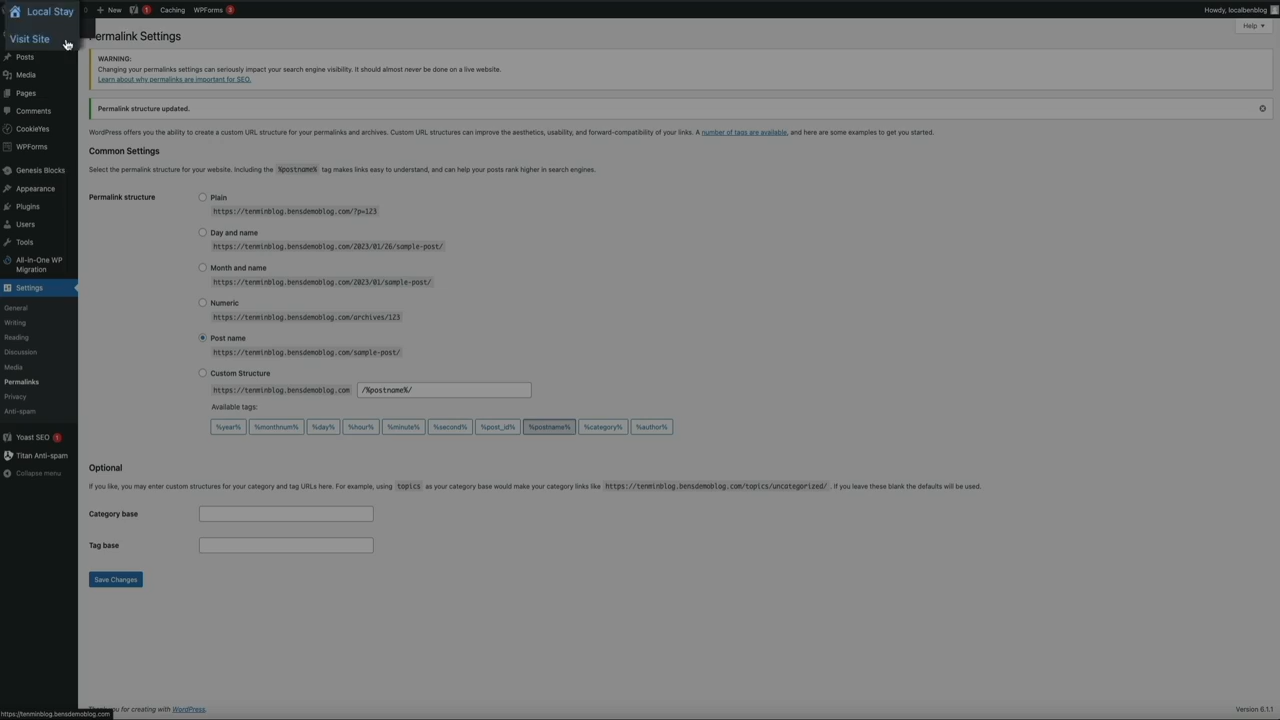 Local Stay
Visit Site
0
New
1
Caching
WPForms
3
Howdy, localbenblog
Help
Posts
Media
Pages
Comments
CookieYes
WPForms
Genesis Blocks
Appearance
Plugins
Users
Tools
All-in-One WP
Migration
Settings
General
Writing
Reading
Discussion
Media
Permalinks
Privacy
Anti-spam
Yoast SEO 1
Titan Anti-spam
Collapse menu
Permalink Settings
WARNING:
Changing your permalinks settings can seriously impact your search engine visibility. It should almost never be done on a live website.
Learn about why permalinks are important for SEO.
Permalink structure updated.
WordPress offers you the ability to create a custom URL structure for your permalinks and archives. Custom URL structures can improve the aesthetics, usability, and forward-compatibility of your links. A number of tags are available, and here are some examples to get you started.
Common Settings
Select the permalink structure for your website. Including the %postname% tag makes links easy to understand, and can help your posts rank higher in search engines.
Permalink structure
Plain
https://tenminblog.bensdemoblog.com/?p=123
Day and name
https://tenminblog.bensdemoblog.com/2023/01/26/sample-post/
Month and name
https://tenminblog.bensdemoblog.com/2023/01/sample-post/
Numeric
https://tenminblog.bensdemoblog.com/archives/123
Post name
https://tenminblog.bensdemoblog.com/sample-post/
Custom Structure
https://tenminblog.bensdemoblog.com /%postname%/
Available tags:
%year% %monthnum% %day% %hour% %minute% %second% %post_id% %postname% %category% %author%
Optional
If you like, you may enter custom structures for your category and tag URLs here. For example, using topics as your category base would make your category links like https://tenminblog.bensdemoblog.com/topics/uncategorized/ . If you leave these blank the defaults will be used.
Category base
Tag base
Save Changes
you for creating with WordPress.
Version 6.1.1
https://tenminblog.bensdemoblog.com